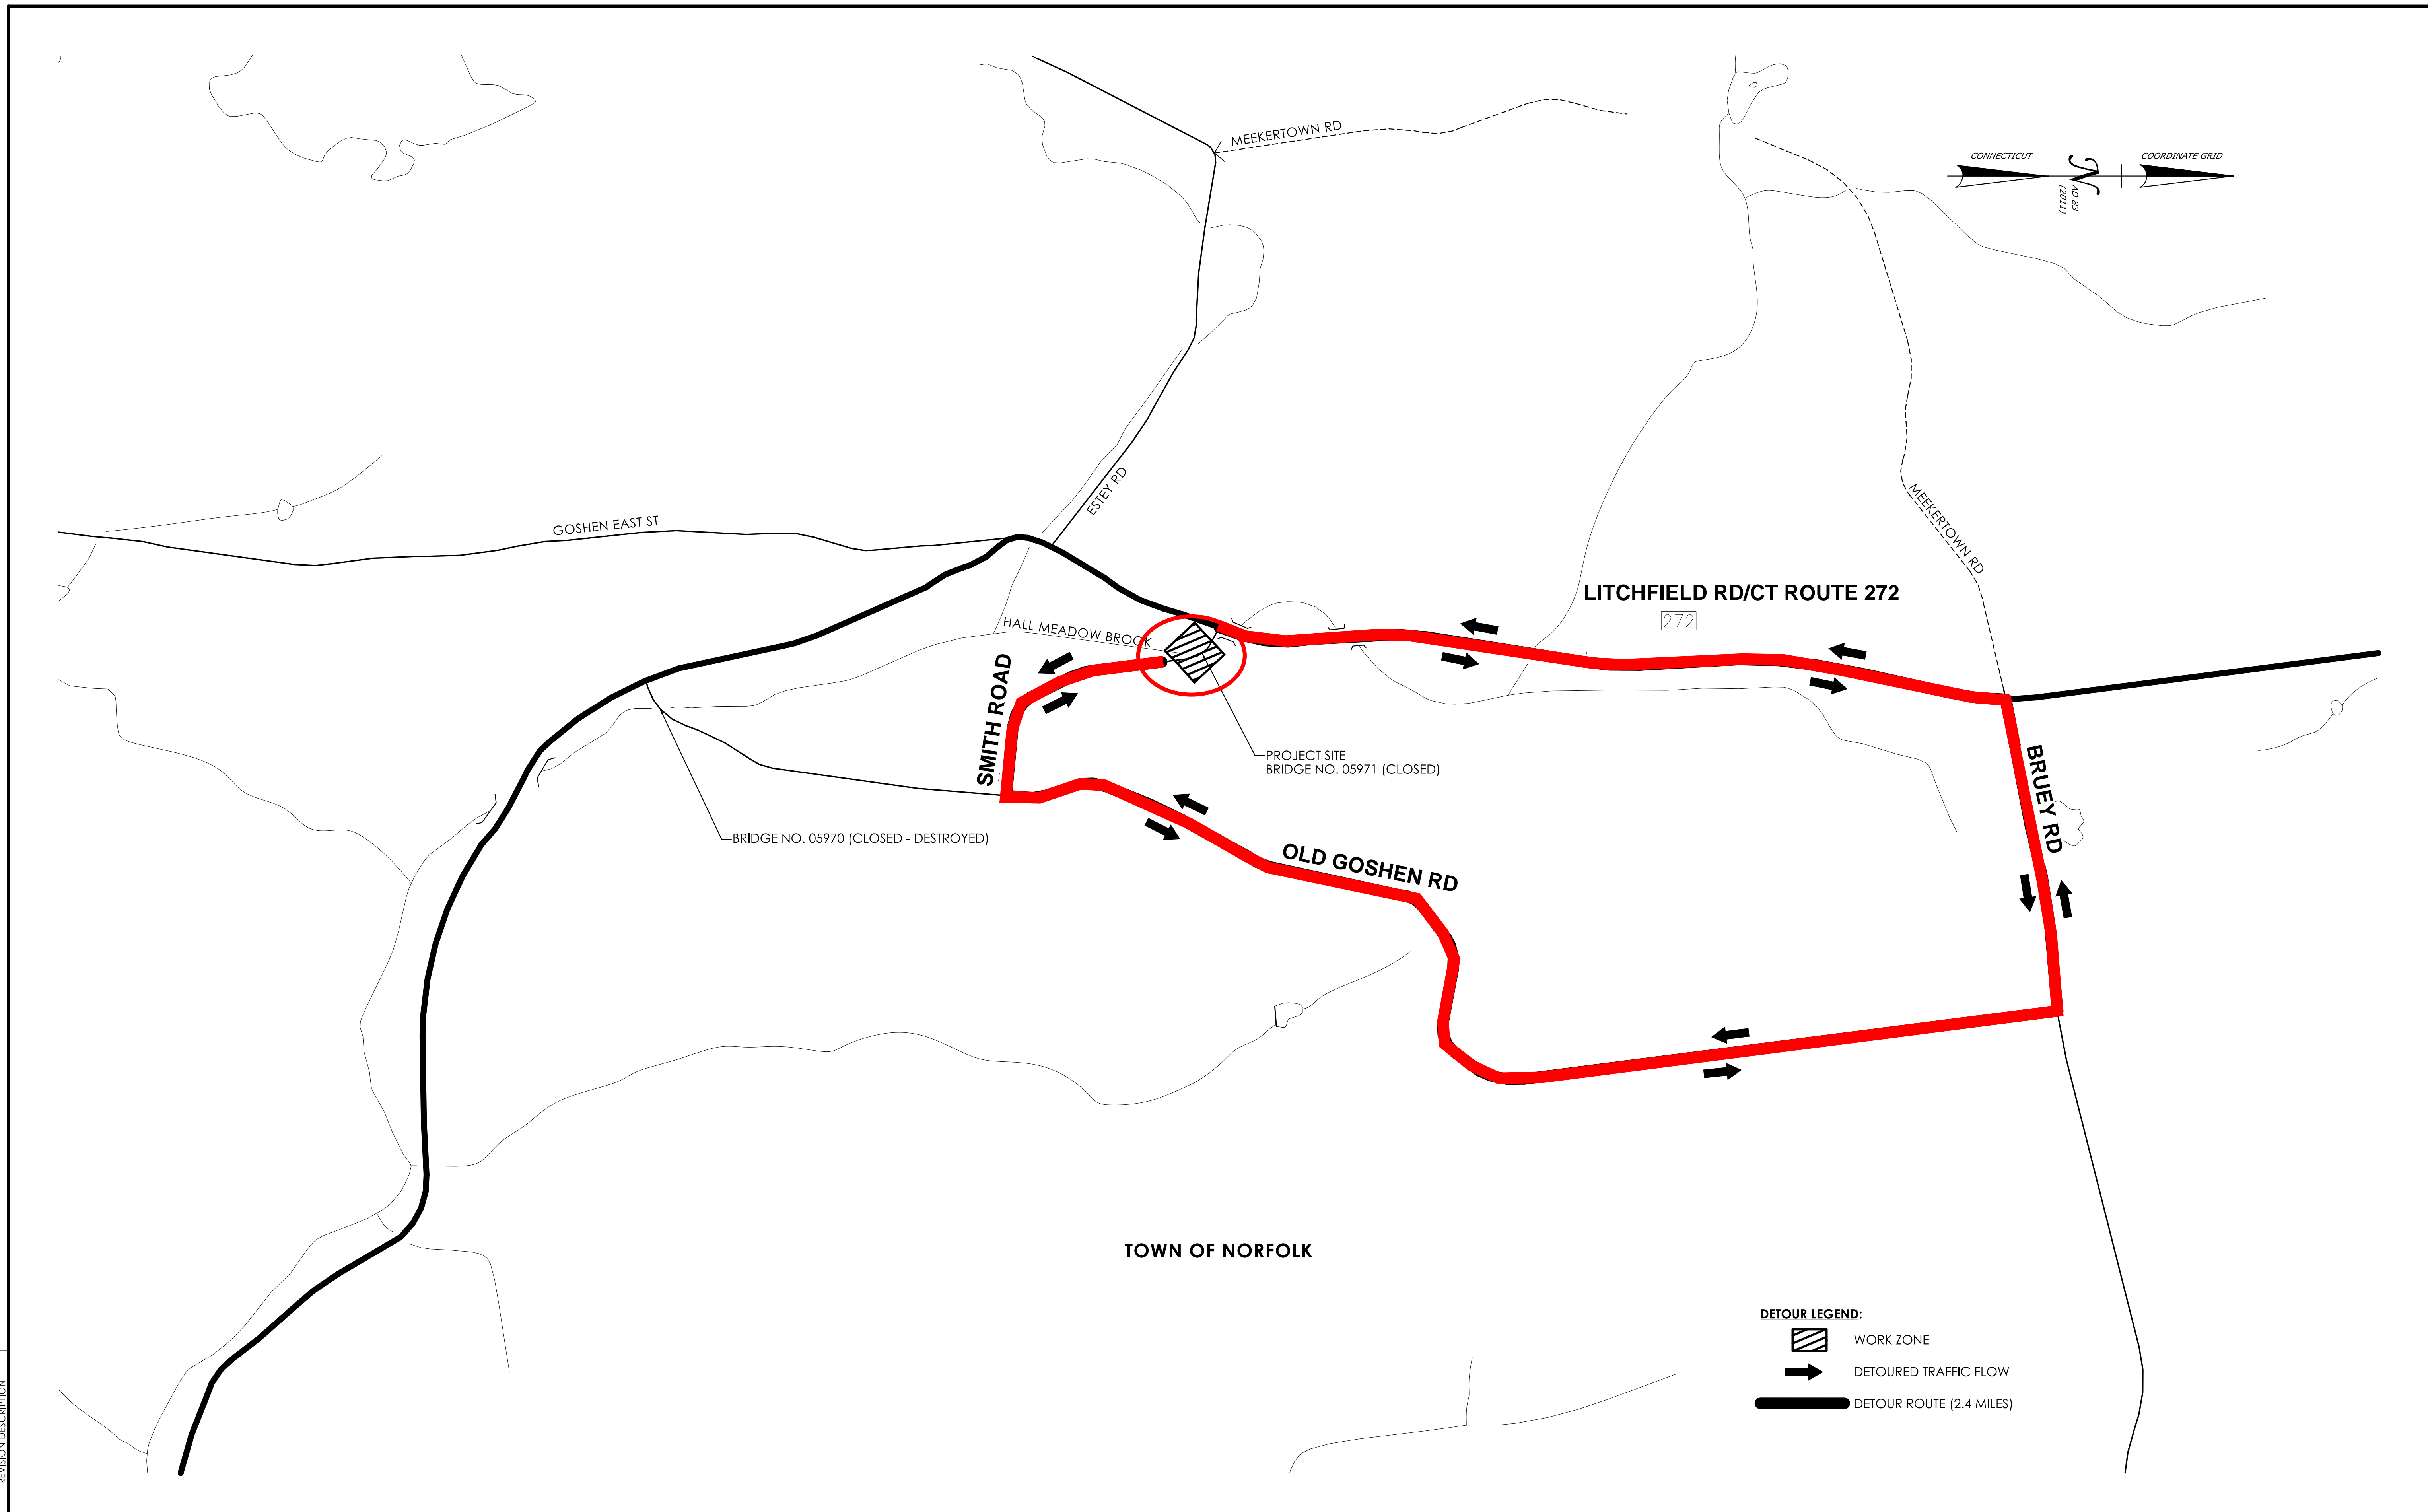 MEEKERTOWN RD
CONNECTICUT
COORDINATE GRID
N
AD 83
(2011)
ESTEY RD
GOSHEN EAST ST
MEEKERTOWN RD
LITCHFIELD RD/CT ROUTE 272
272
HALL MEADOW BROOK
SMITH ROAD
PROJECT SITE
BRIDGE NO. 05971 (CLOSED)
BRUEY RD
BRIDGE NO. 05970 (CLOSED - DESTROYED)
OLD GOSHEN RD
TOWN OF NORFOLK
DETOUR LEGEND:
WORK ZONE
DETOURED TRAFFIC FLOW
DETOUR ROUTE (2.4 MILES)
REVISION DESCRIPTION